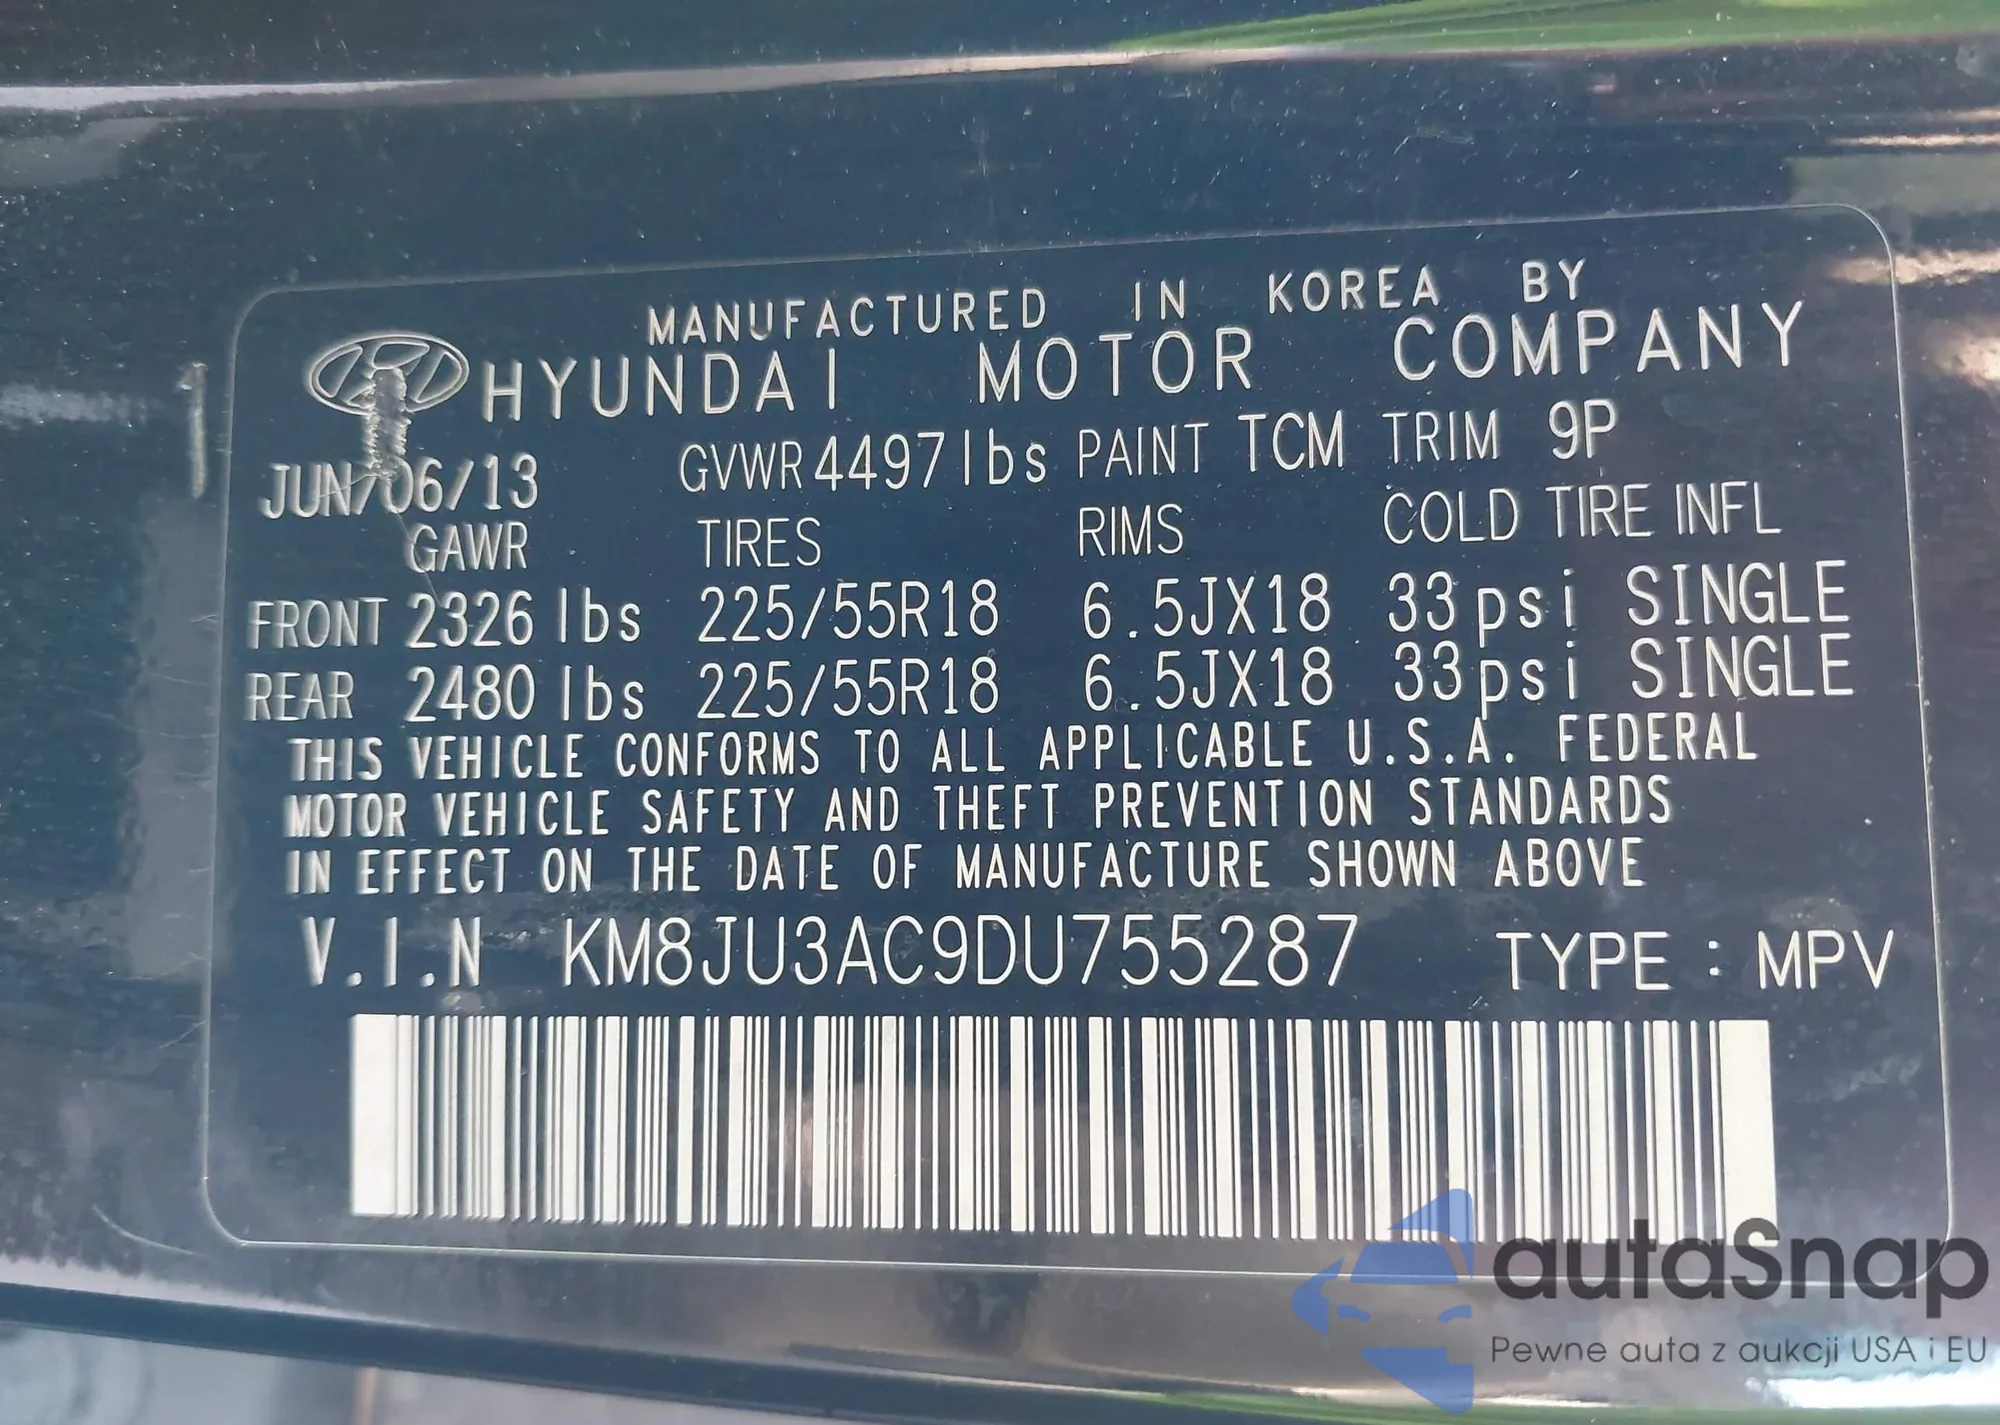 MANUFACTURED IN KOREA BY
HYUNDAI MOTOR COMPANY
JUN/06/13 GVWR 4497 lbs PAINT TCM TRIM 9P
GAWR TIRES RIMS COLD TIRE INFL
FRONT 2326 lbs 225/55R18 6.5JX18 33psi SINGLE
REAR 2480 lbs 225/55R18 6.5JX18 33psi SINGLE
THIS VEHICLE CONFORMS TO ALL APPLICABLE U.S.A. FEDERAL
MOTOR VEHICLE SAFETY AND THEFT PREVENTION STANDARDS
IN EFFECT ON THE DATE OF MANUFACTURE SHOWN ABOVE
V.I.N KM8JU3AC9DU755287 TYPE : MPV
autaSnap
Pewne auta z aukcji USA i EU